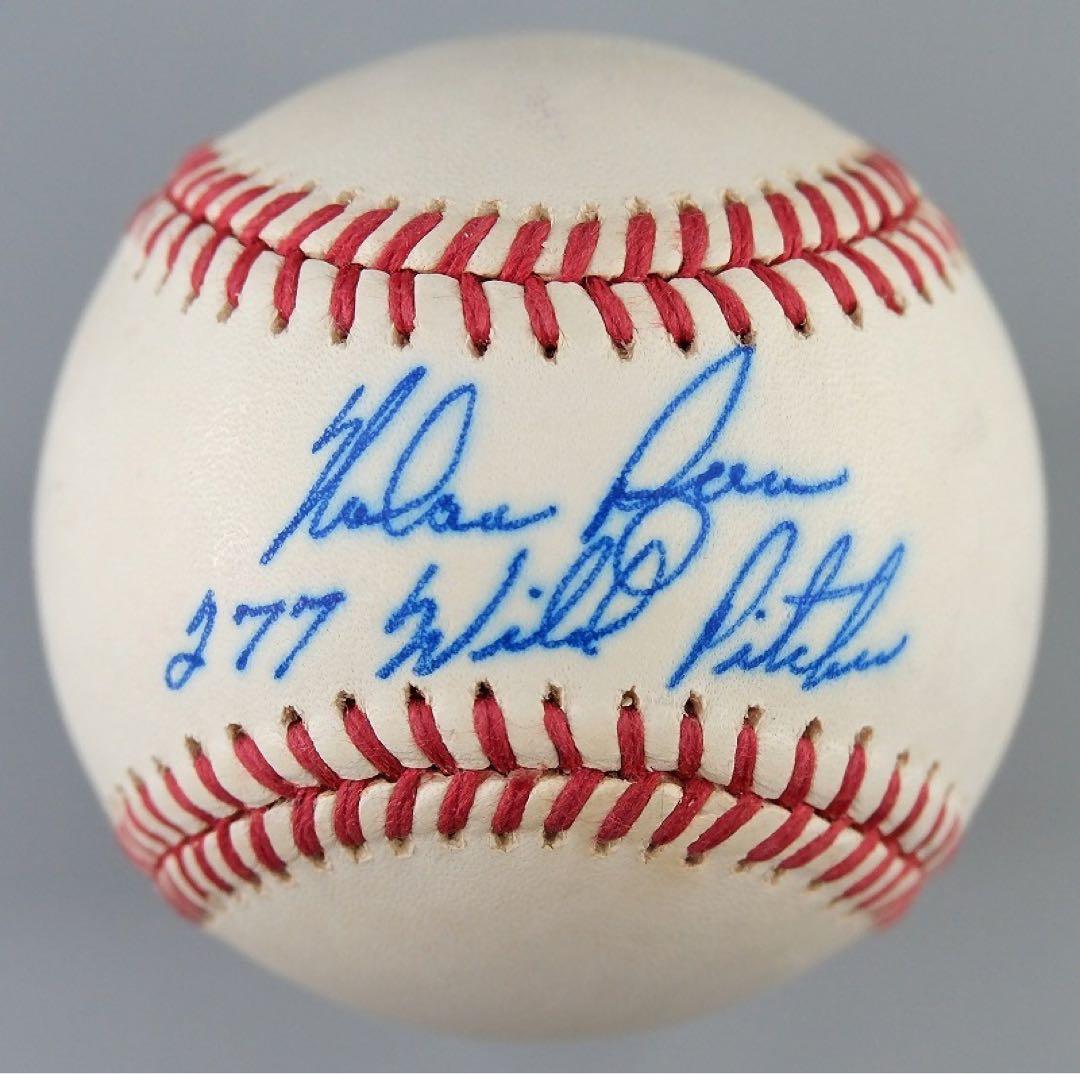 Nolan Ryan
277 Wild Pitches